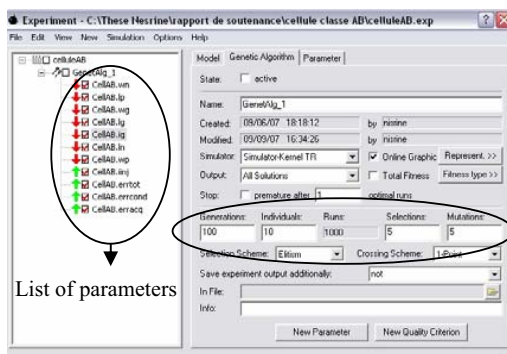 Experiment - C:\These Nesrine\rapport de soutenance\cellule classe AB\celluleAB.exp
File Edit View New Simulation Options Help
celluleAB
GenetAlg_1
CellAB.wn
CellAB.lp
CellAB.wg
CellAB.lg
CellAB.ig
CellAB.ln
CellAB.wp
CellAB.iinj
CellAB.errtot
CellAB.errcond
CellAB.erracq
List of parameters
Model Genetic Algorithm Parameter
State: active
Name: GenetAlg_1
Created: 09/06/07 18:18:12 by nisrine
Modified: 09/09/07 16:34:26 by nisrine
Simulator: Simulator-Kernel TR Online Graphic Represent. >>
Output: All Solutions Total Fitness Fitness type >>
Stop: premature after 1 optimal runs
Generations: Individuals: Runs: Selections: Mutations:
100 10 1000 5 5
Selection Scheme: Elitism Crossing Scheme: 1-Point
Save experiment output additionally: not
In File:
Info:
New Parameter New Quality Criterion